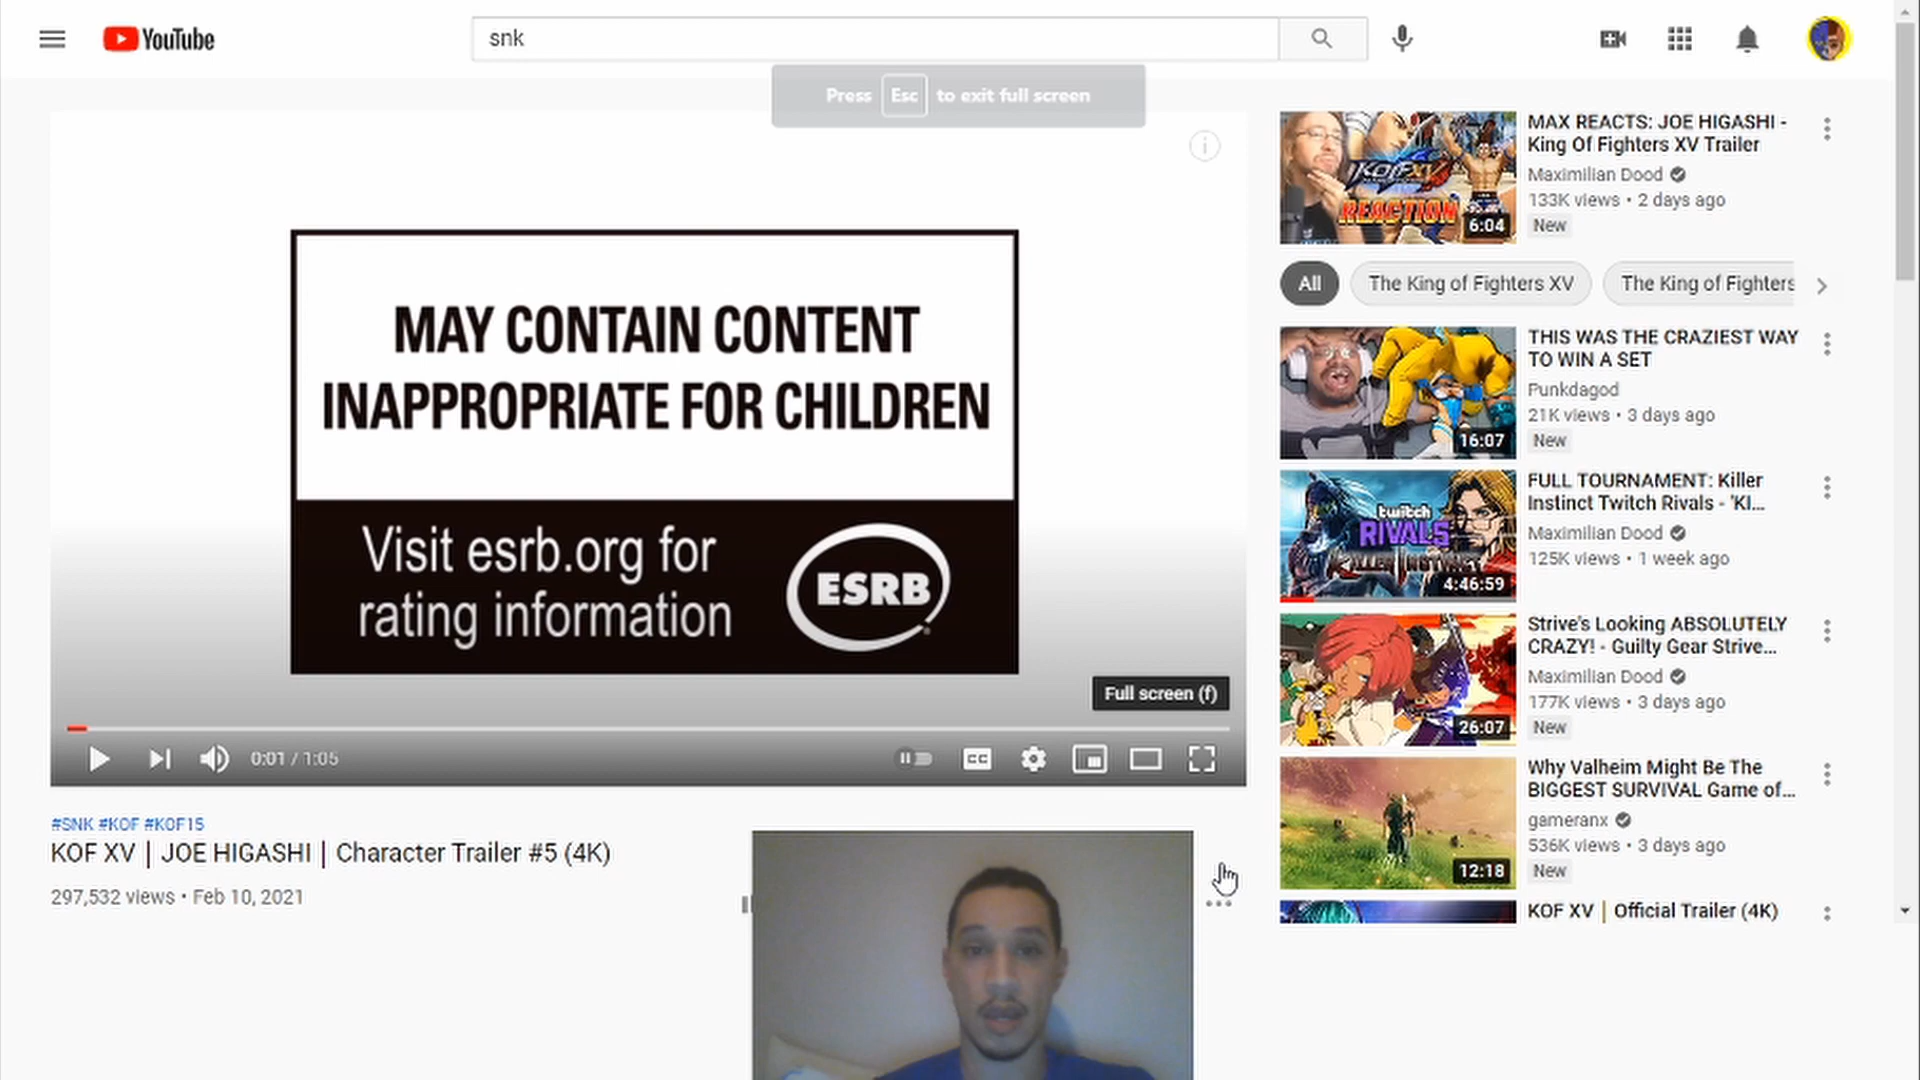 YouTube
snk
Press Esc to exit full screen
MAY CONTAIN CONTENT
INAPPROPRIATE FOR CHILDREN
Visit esrb.org for
rating information
ESRB
Full screen (f)
0:01 / 1:05
CC
#SNK #KOF #KOF15
KOF XV | JOE HIGASHI | Character Trailer #5 (4K)
297,532 views • Feb 10, 2021
KOFXV
REACTION
6:04
MAX REACTS: JOE HIGASHI -
King Of Fighters XV Trailer
Maximilian Dood
133K views • 2 days ago
New
All
The King of Fighters XV
The King of Fighters
16:07
THIS WAS THE CRAZIEST WAY
TO WIN A SET
Punkdagod
21K views • 3 days ago
New
twitch
RIVALS
KILLER INSTINCT
4:46:59
FULL TOURNAMENT: Killer
Instinct Twitch Rivals - 'KI...
Maximilian Dood
125K views • 1 week ago
26:07
Strive's Looking ABSOLUTELY
CRAZY! - Guilty Gear Strive...
Maximilian Dood
177K views • 3 days ago
New
12:18
Why Valheim Might Be The
BIGGEST SURVIVAL Game of...
gameranx
536K views • 3 days ago
New
KOF XV | Official Trailer (4K)